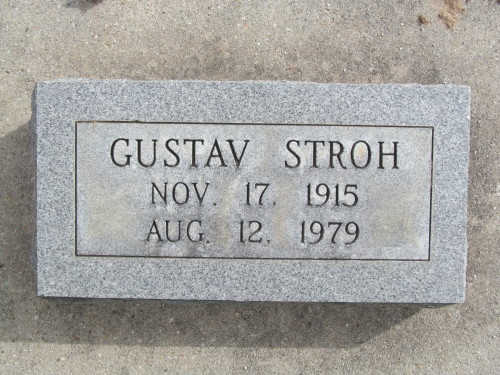 GUSTAV STROH
NOV. 17. 1915
AUG. 12. 1979